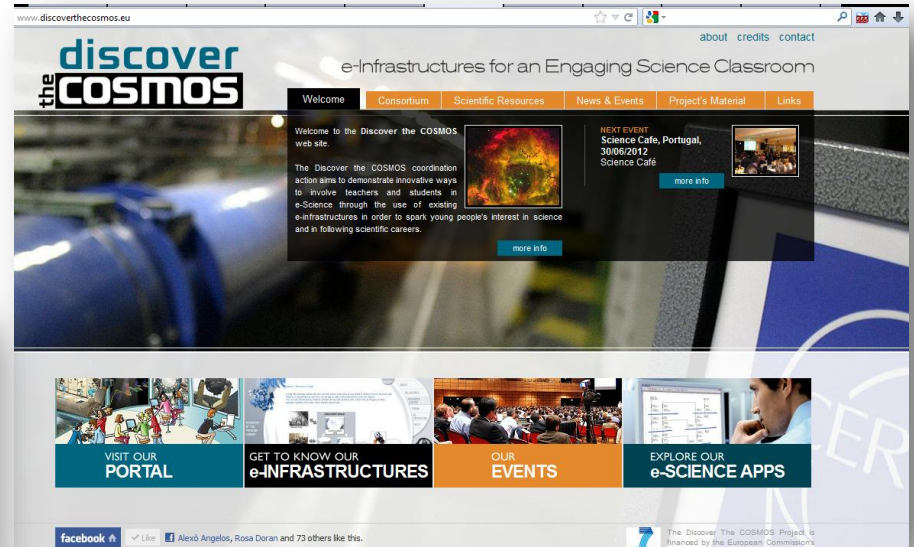 www.discoverthecosmos.eu
about credits contact
discover
the COSMOS
e-Infrastructures for an Engaging Science Classroom
Welcome Consortium Scientific Resources News & Events Project's Material Links
Welcome to the Discover the COSMOS
web site.
The Discover the COSMOS coordination
action aims to demonstrate innovative ways
to involve teachers and students in
e-Science through the use of existing
e-infrastructures in order to spark young people's interest in science
and in following scientific careers.
more info
NEXT EVENT
Science Cafe, Portugal,
30/06/2012
Science Café
more info
VISIT OUR
PORTAL
GET TO KNOW OUR
e-INFRASTRUCTURES
OUR
EVENTS
EXPLORE OUR
e-SCIENCE APPS
CER
N
facebook Like Alexó Angelos, Rosa Doran and 73 others like this.
7
The Discover The COSMOS Project is
financed by the European Commission's